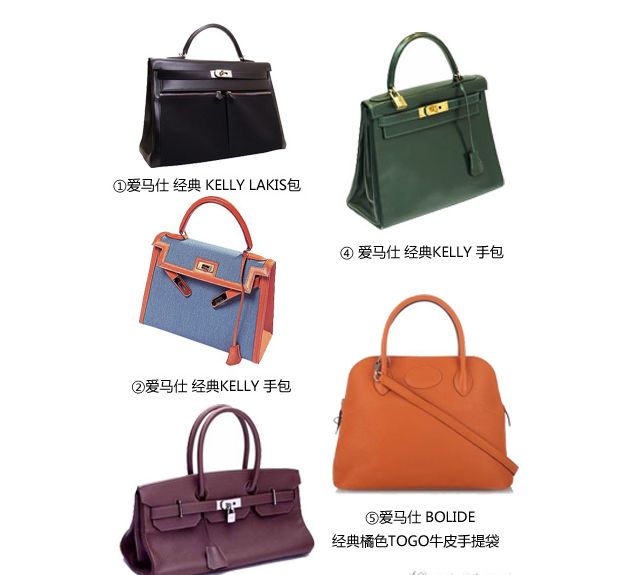 ①爱马仕 经典 KELLY LAKIS包
④ 爱马仕 经典KELLY 手包
②爱马仕 经典KELLY 手包
⑤爱马仕 BOLIDE
经典橘色TOGO牛皮手提袋